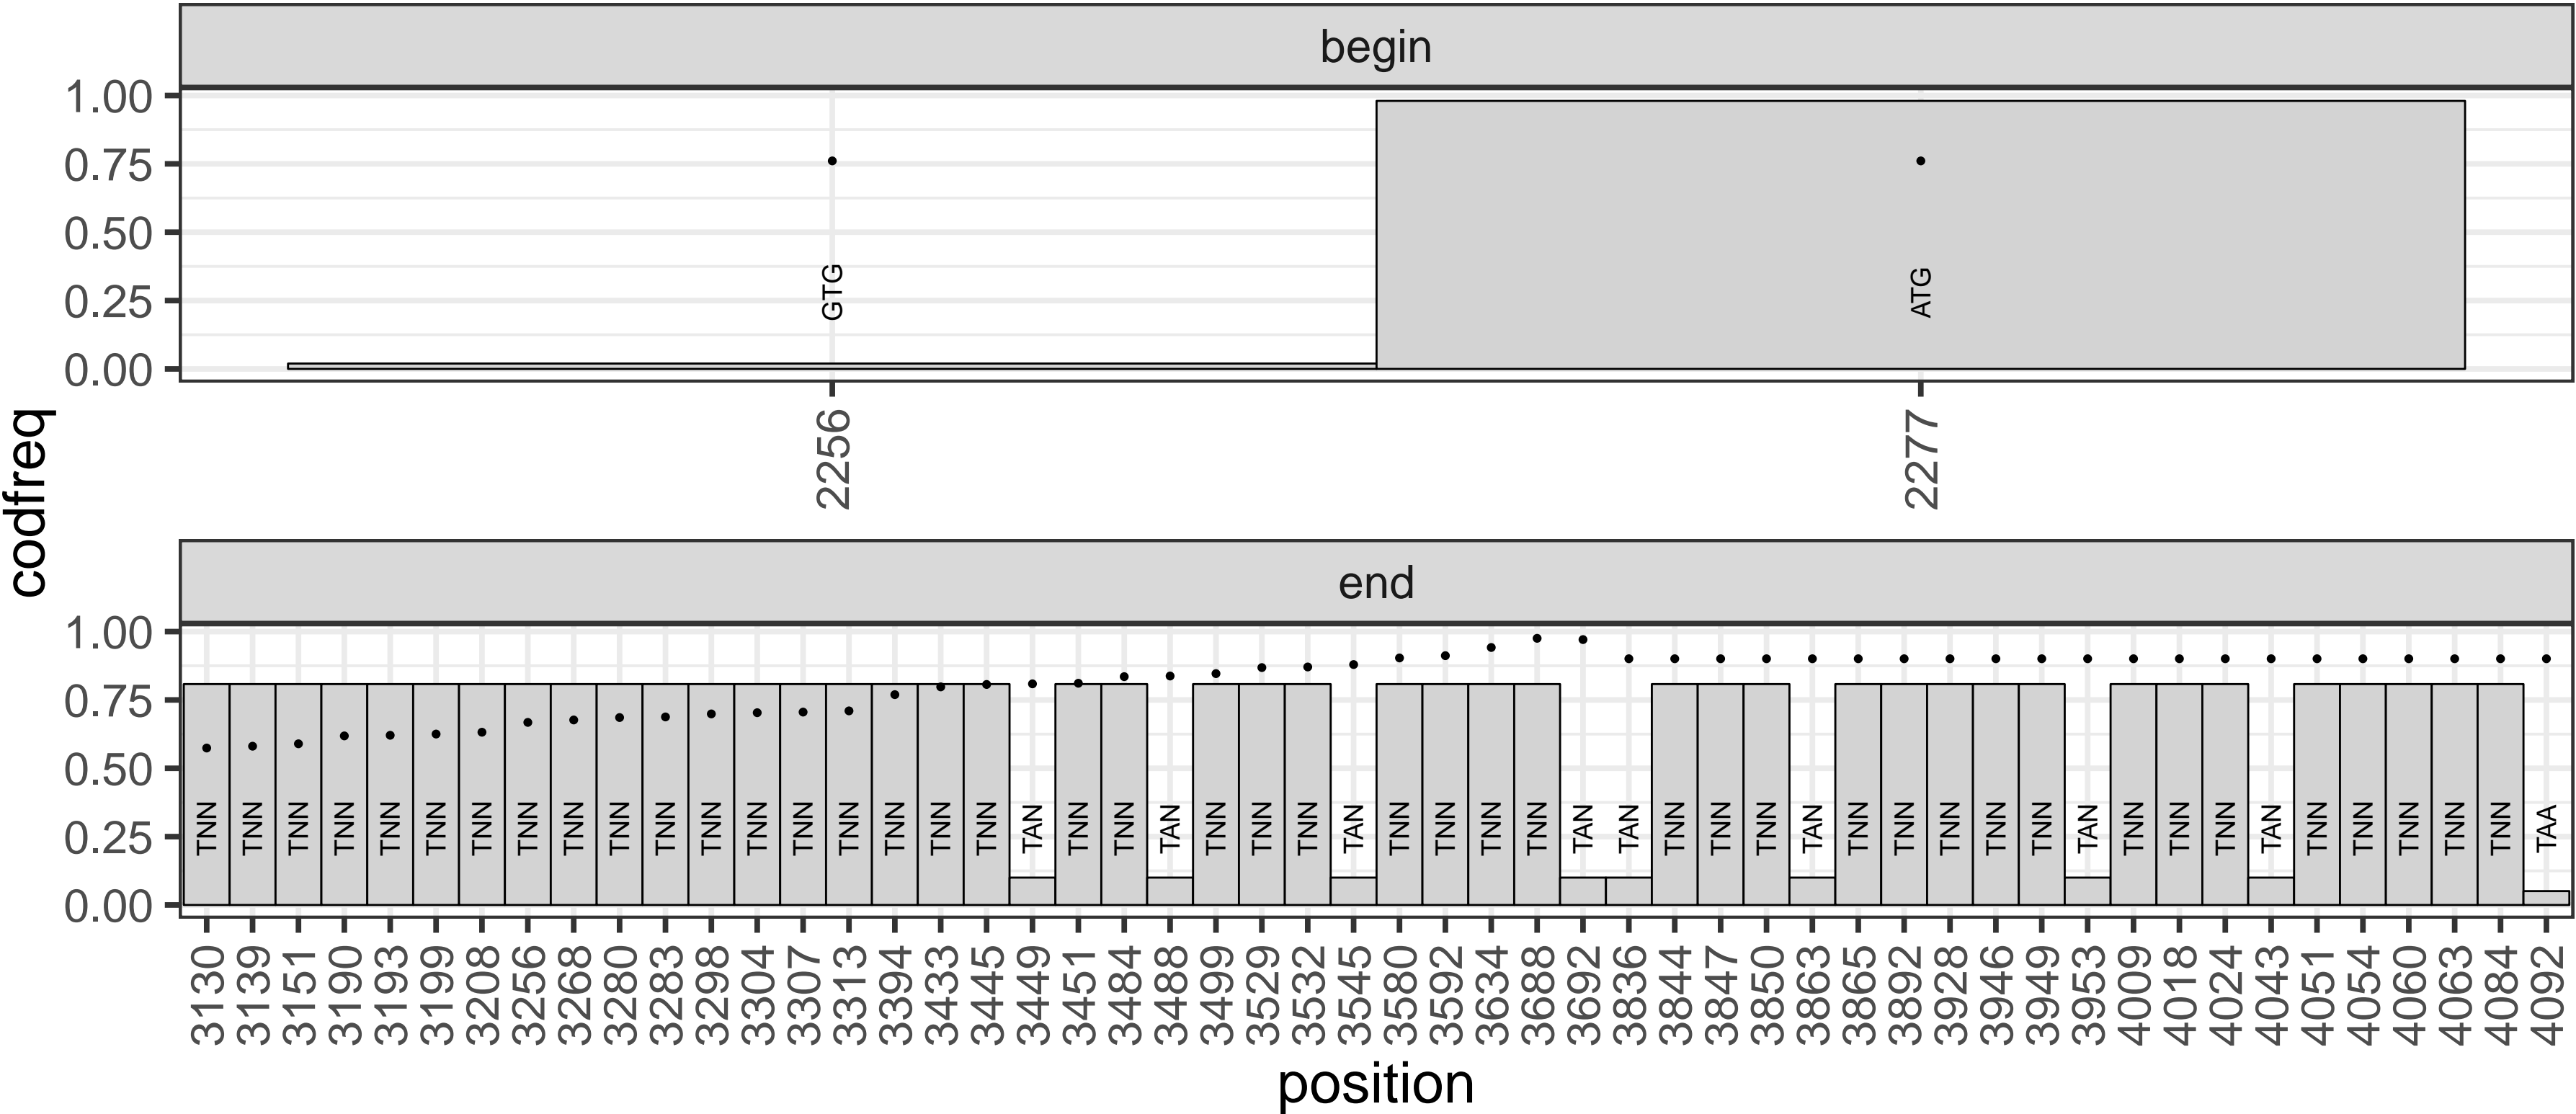 begin
1.00
0.75
0.50
0.25
0.00
GTG
ATG
2256
2277
codfreq
end
1.00
0.75
0.50
0.25
0.00
TNN TNN TNN TNN TNN TNN TNN TNN TNN TNN TNN TNN TNN TNN TNN TNN TNN TNN TAN TNN TNN TAN TNN TNN TNN TAN TNN TNN TNN TNN TAN TAN TNN TNN TNN TAN TNN TNN TNN TNN TNN TAN TNN TNN TNN TAN TNN TNN TNN TNN TNN TAA
3130 3139 3151 3190 3193 3199 3208 3256 3268 3280 3283 3298 3304 3307 3313 3394 3433 3445 3449 3451 3484 3488 3499 3529 3532 3545 3580 3592 3634 3688 3692 3836 3844 3847 3850 3863 3865 3892 3928 3946 3949 3953 4009 4018 4024 4043 4051 4054 4060 4063 4084 4092
position